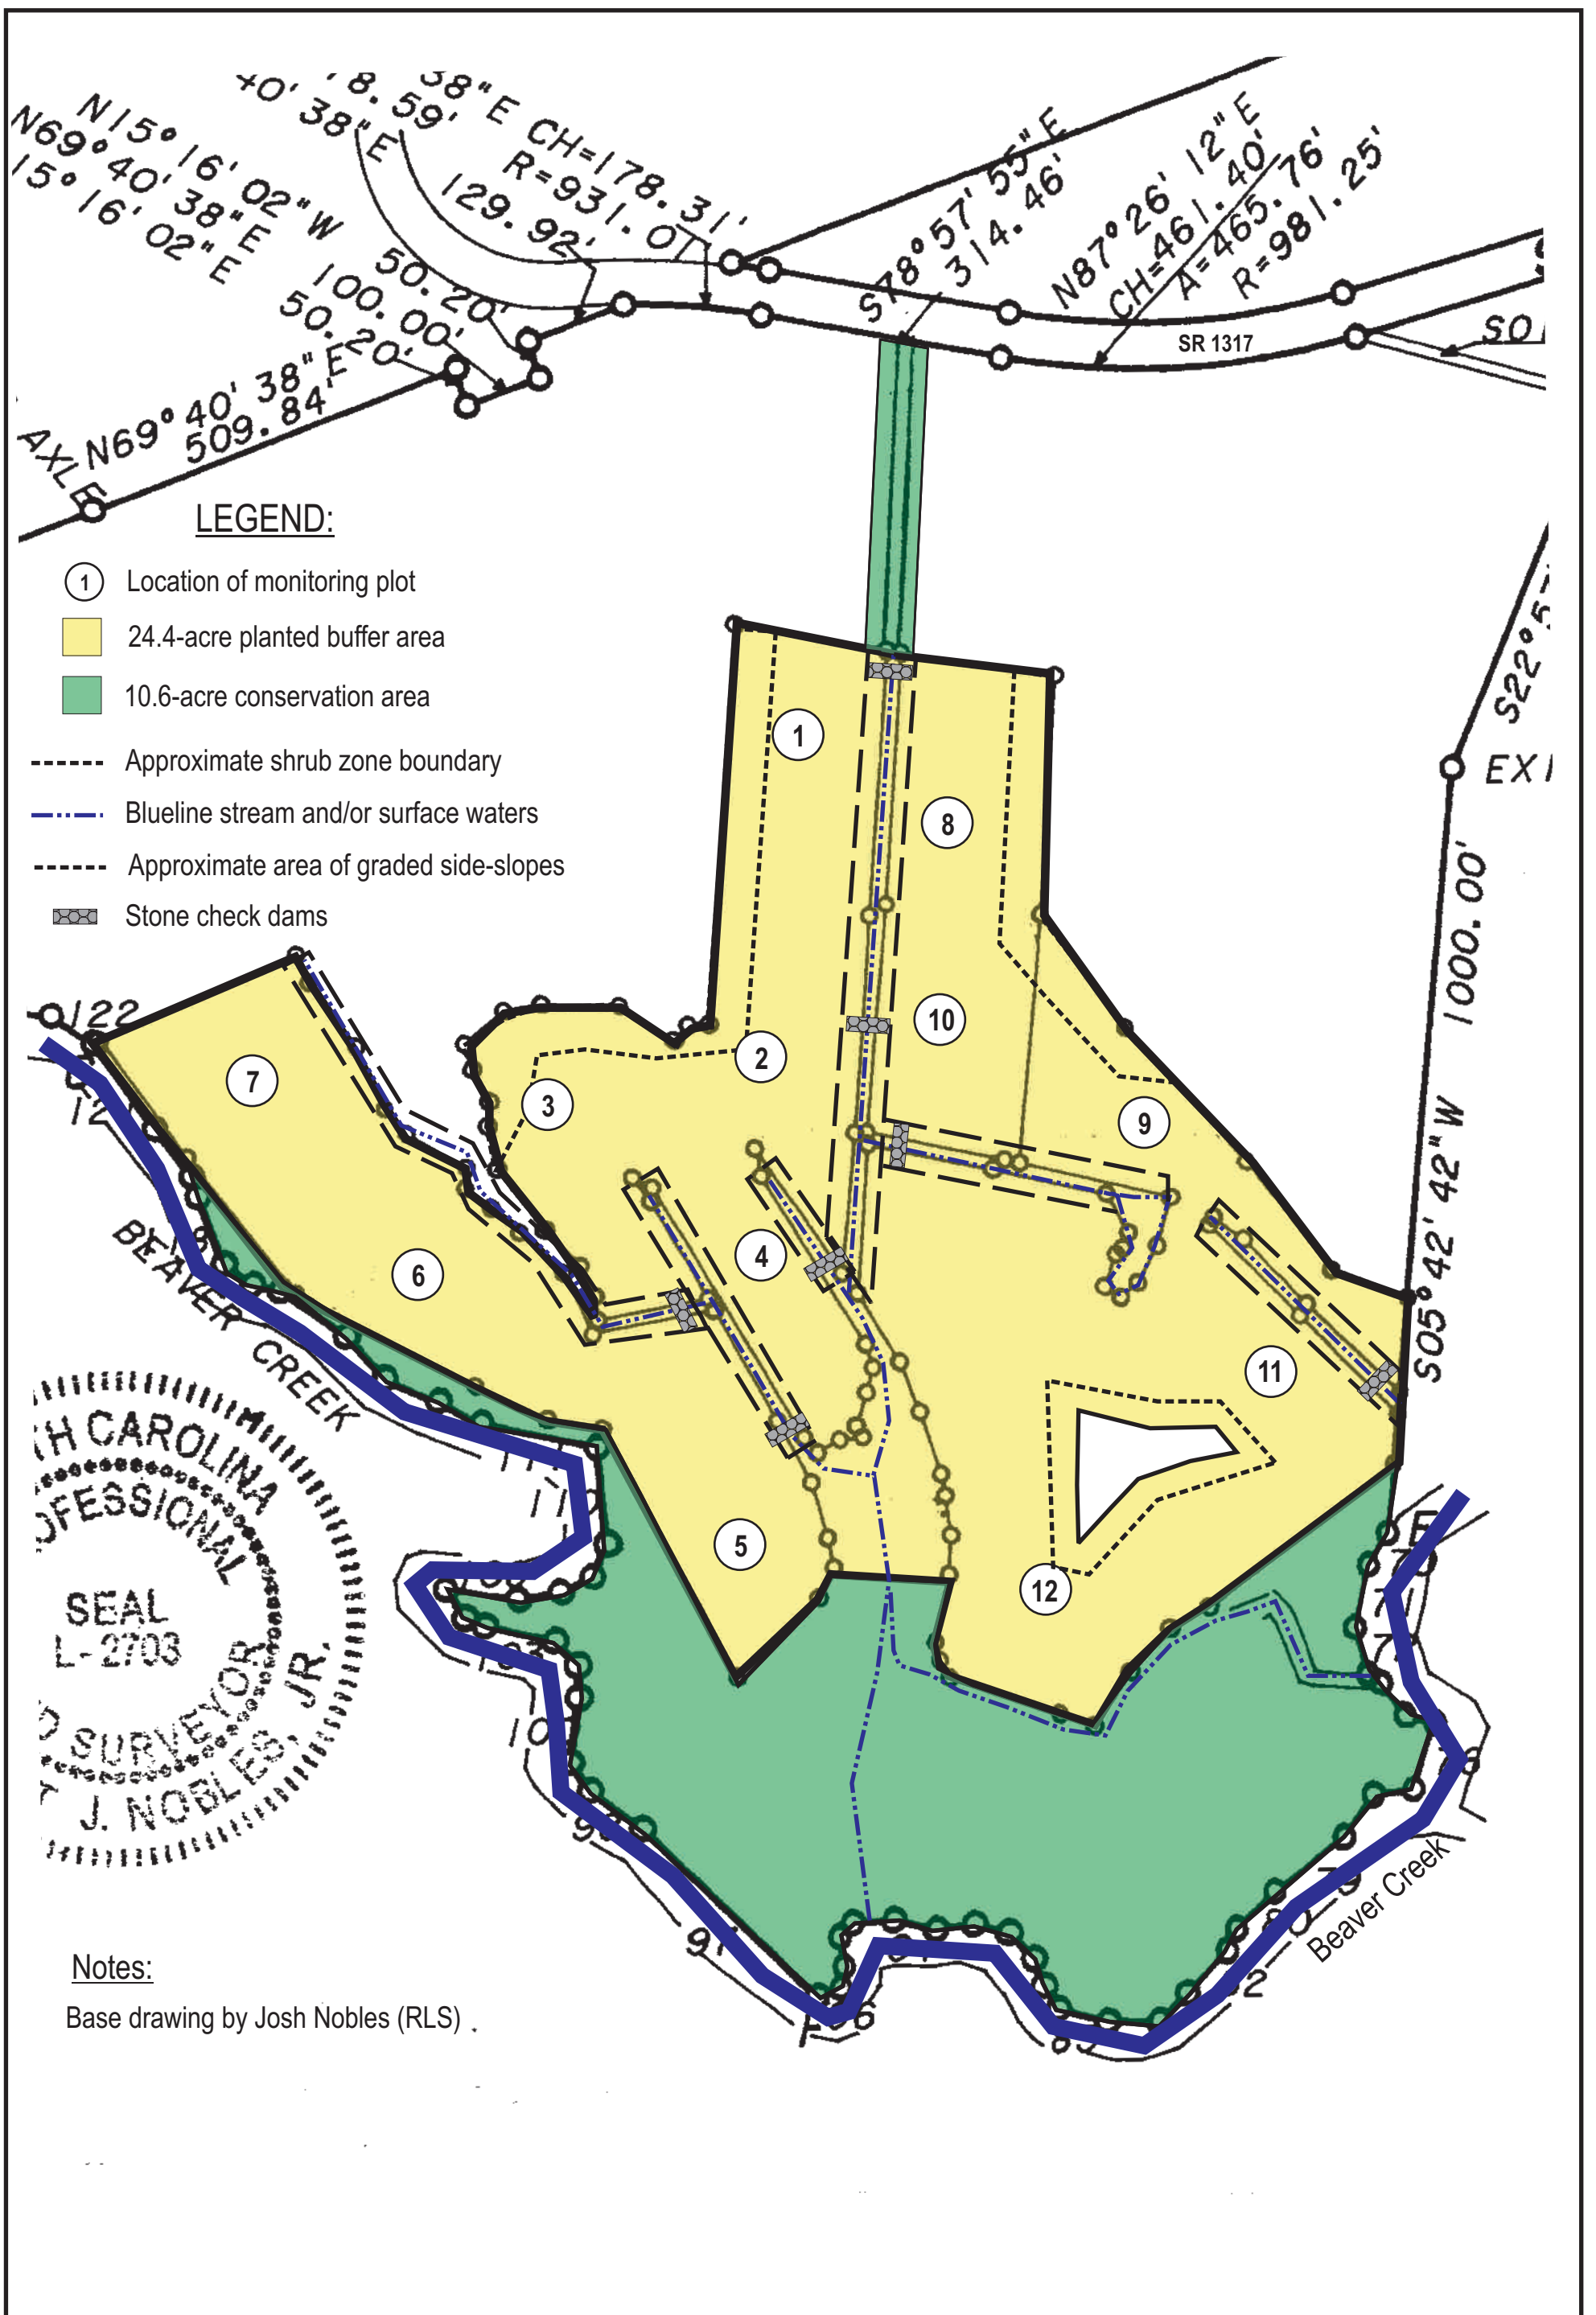 40' 38"E
78.59'
38"E CH=178.31'
R=931.07'
129.92'
N15°16' 02"W
N69°40' 38"E
15°16' 02"E
50.20'
100.00'
50.20'
N69°40' 38"E
509.84'
AXLE
S78°57' 55"E
314.46'
N87°26' 12"E
CH=461.40'
A=465.76'
R=981.25'
SR 1317
LEGEND:
1 Location of monitoring plot
24.4-acre planted buffer area
10.6-acre conservation area
Approximate shrub zone boundary
Blueline stream and/or surface waters
Approximate area of graded side-slopes
Stone check dams
S22°57
EXI
S05°42' 42"W 1000.00'
1
8
10
2
3
9
7
4
6
11
5
12
122
BEAVER CREEK
TH CAROLINA
OFESSIONAL
SEAL
L-2703
SURVEYOR
J. NOBLES, JR.
97
Beaver Creek
Notes:
Base drawing by Josh Nobles (RLS)